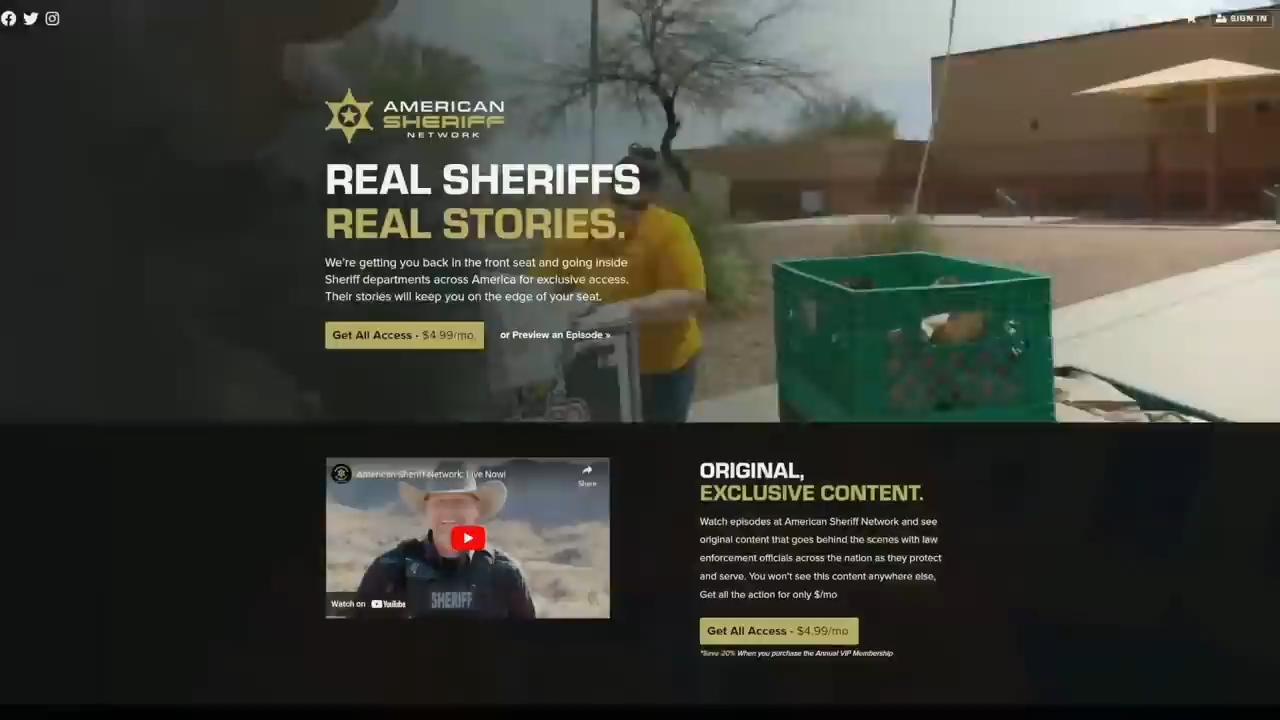 SIGN IN
AMERICAN
SHERIFF
NETWORK
REAL SHERIFFS
REAL STORIES.
We're getting you back in the front seat and going inside
Sheriff departments across America for exclusive access.
Their stories will keep you on the edge of your seat.
Get All Access - $4.99/mo.
or Preview an Episode »
American Sheriff Network: Live Now!
Share
SHERIFF
Watch on YouTube
ORIGINAL,
EXCLUSIVE CONTENT.
Watch episodes at American Sheriff Network and see
original content that goes behind the scenes with law
enforcement officials across the nation as they protect
and serve. You won't see this content anywhere else,
Get all the action for only $/mo
Get All Access - $4.99/mo
*Save 20% When you purchase the Annual VIP Membership